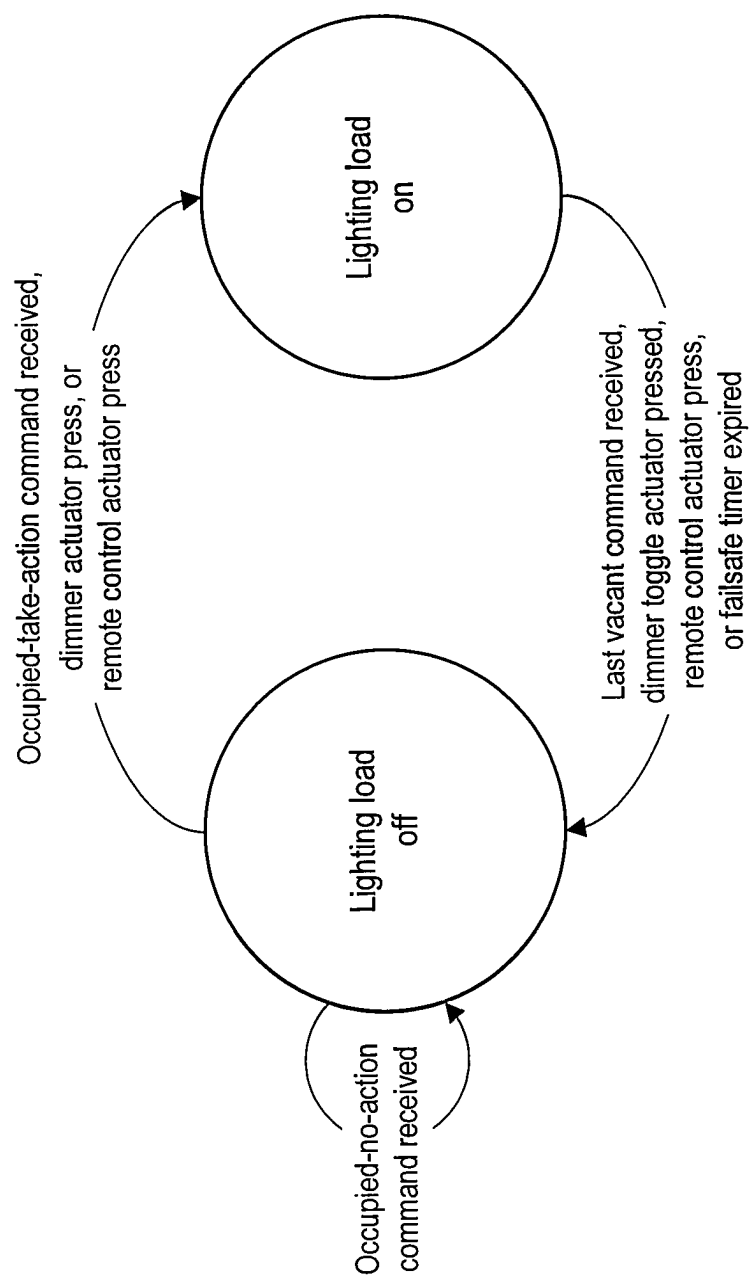 Occupied-take-action command received,
dimmer actuator press, or
remote control actuator press
Occupied-no-action
command received
Lighting load
off
Lighting load
on
Last vacant command received,
dimmer toggle actuator pressed,
remote control actuator press,
or failsafe timer expired